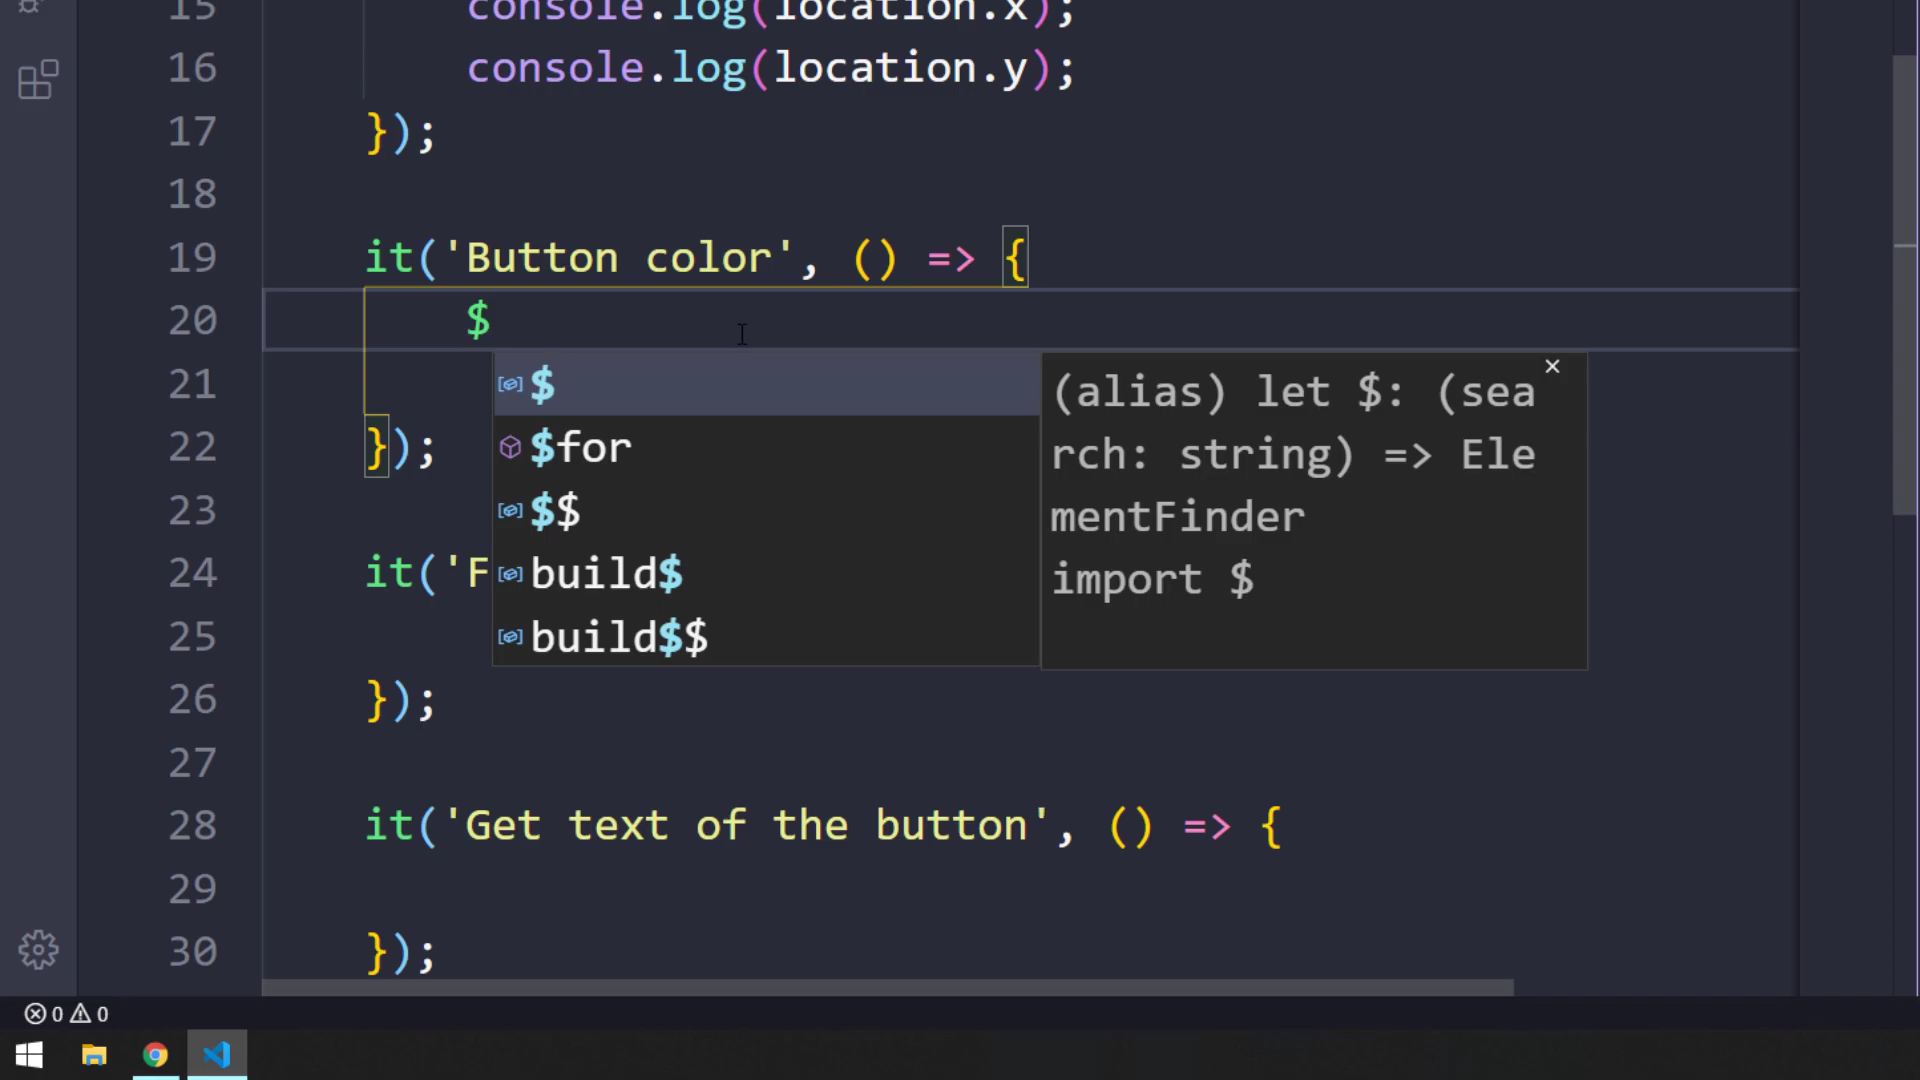 15 console.log(location.x);
16 console.log(location.y);
17 });
18
19 it('Button color', () => {
20 $
21
22 });
23
24 it('F
25
26 });
27
28 it('Get text of the button', () => {
29
30 });
$
$for
$$
build$
build$$
(alias) let $: (sea
rch: string) => Ele
mentFinder
import $
0 0